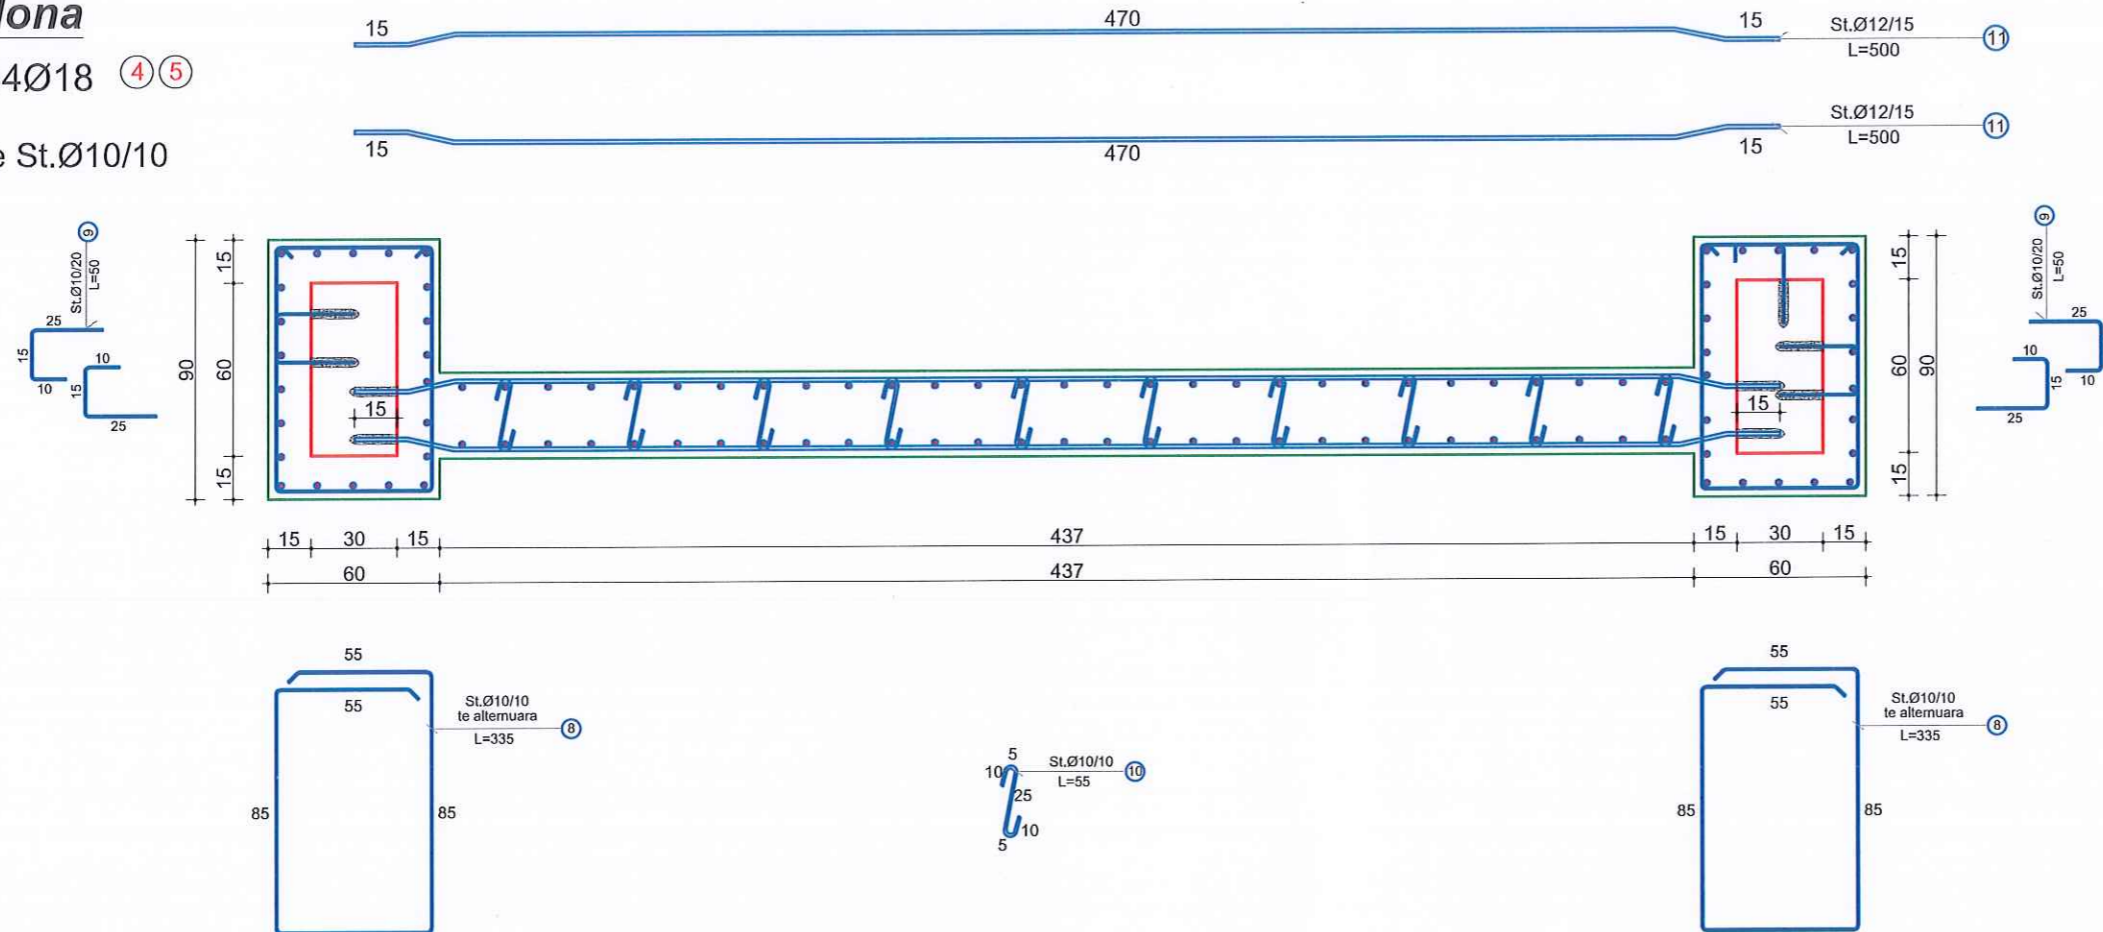 lona
4Ø18 4 5
e St.Ø10/10
15 470 15 St.Ø12/15
L=500
11
15 470 15 St.Ø12/15
L=500
11
9
St.Ø10/20
L=50
25
15
10
10
15
25
90
15
60
15
15
15
9
St.Ø10/20
L=50
25
10
15
10
25
15
60
15
90
15 30 15 437 15 30 15
60 437 60
55
55
St.Ø10/10
te alternuara
L=335
8
85
85
5
10
25
10
5
St.Ø10/10
L=55
10
55
55
St.Ø10/10
te alternuara
L=335
8
85
85